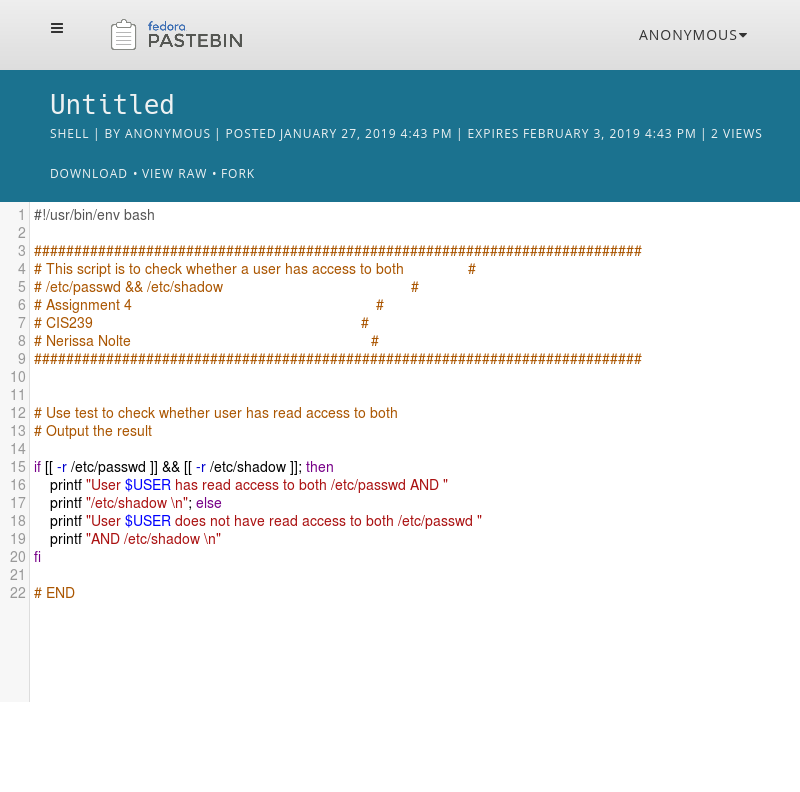 fedora
PASTEBIN
ANONYMOUS
Untitled
SHELL | BY ANONYMOUS | POSTED JANUARY 27, 2019 4:43 PM | EXPIRES FEBRUARY 3, 2019 4:43 PM | 2 VIEWS
DOWNLOAD • VIEW RAW • FORK
1 #!/usr/bin/env bash
2
3 ############################################################################
4 # This script is to check whether a user has access to both #
5 # /etc/passwd && /etc/shadow #
6 # Assignment 4 #
7 # CIS239 #
8 # Nerissa Nolte #
9 ############################################################################
10
11
12 # Use test to check whether user has read access to both
13 # Output the result
14
15 if [[ -r /etc/passwd ]] && [[ -r /etc/shadow ]]; then
16 printf "User $USER has read access to both /etc/passwd AND "
17 printf "/etc/shadow \n"; else
18 printf "User $USER does not have read access to both /etc/passwd "
19 printf "AND /etc/shadow \n"
20 fi
21
22 # END